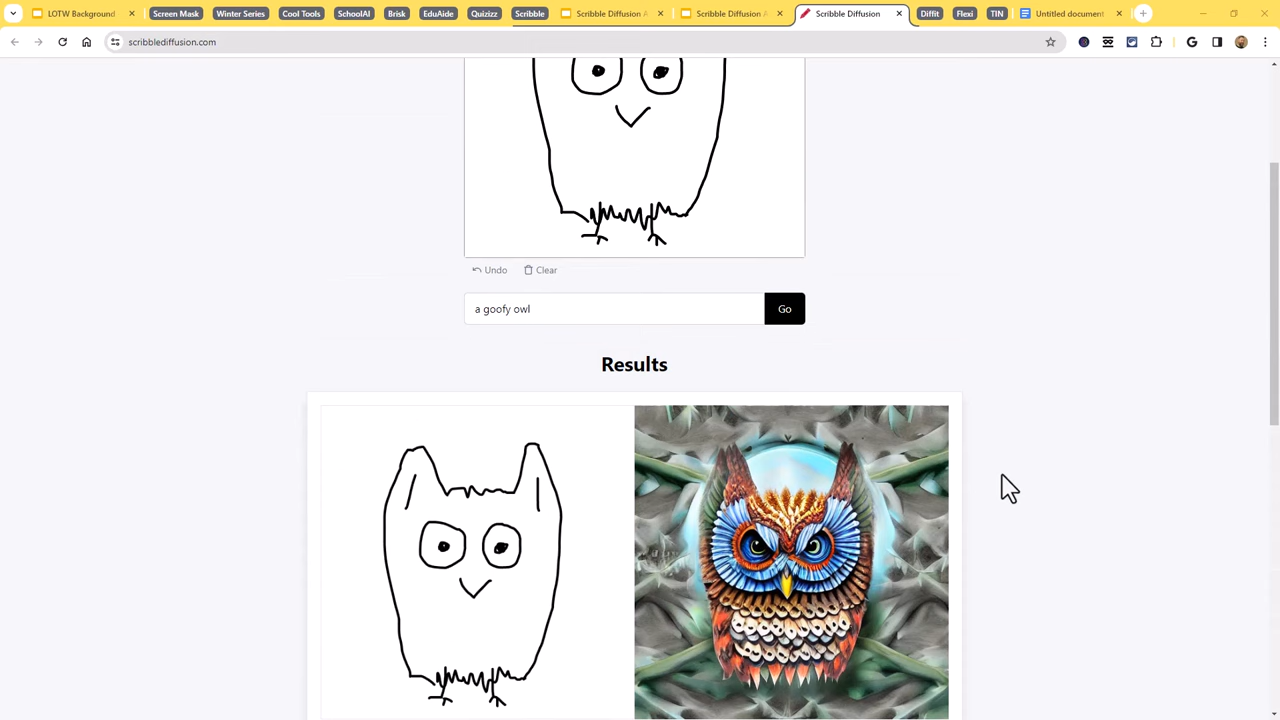 LOTW Background
Screen Mask
Winter Series
Cool Tools
SchoolAI
Brisk
EduAide
Quizizz
Scribble
Scribble Diffusion A
Scribble Diffusion A
Scribble Diffusion
Diffit
Flexi
TIN
Untitled document
scribblediffusion.com
Undo
Clear
a goofy owl
Go
Results